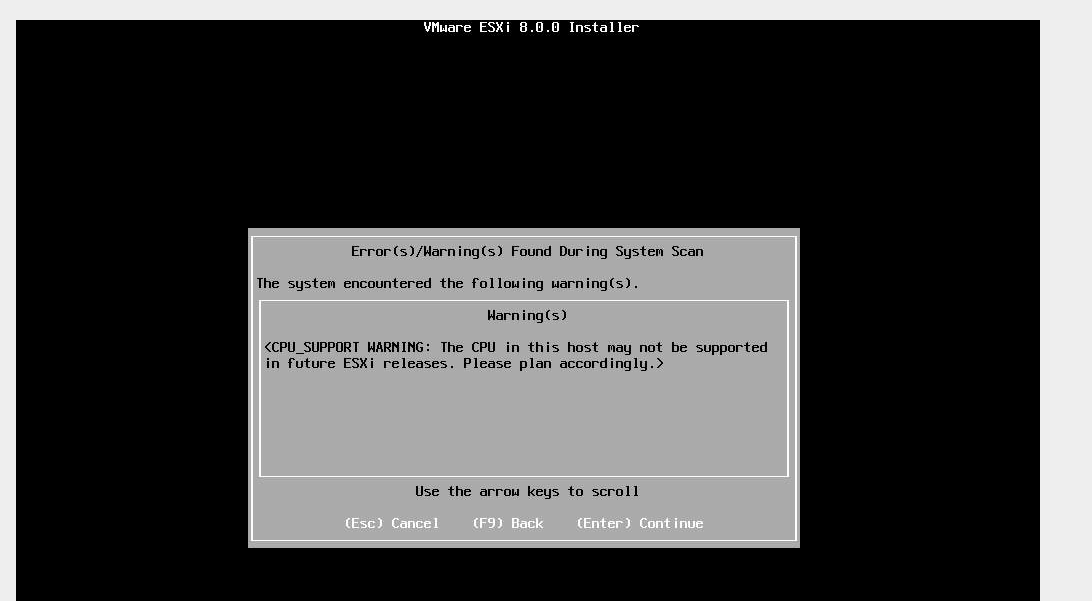 VMware ESXi 8.0.0 Installer
Error(s)/Warning(s) Found During System Scan
The system encountered the following warning(s).
Warning(s)
<CPU_SUPPORT WARNING: The CPU in this host may not be supported
in future ESXi releases. Please plan accordingly.>
Use the arrow keys to scroll
(Esc) Cancel    (F9) Back    (Enter) Continue